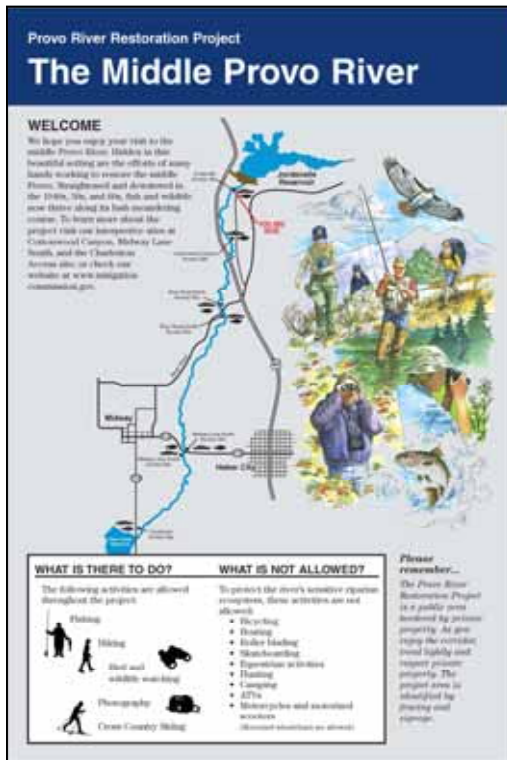 Provo River Restoration Project
The Middle Provo River
WELCOME
We hope you enjoy your visit to the
middle Provo River. Hidden in this
beautiful setting are the efforts of many
hands working to restore the middle
Provo. Straightened and dewatered in
the 1940s, 50s, and 60s, fish and wildlife
now thrive along its lush meandering
course. To learn more about the
project visit our interpretive sites at
Cottonwood Canyon, Midway Lane
South, and the Charleston
Access site, or check our
website at www.mitigation
commission.gov.
Jordanelle
Reservoir
YOU ARE
HERE
Midway
Heber City
WHAT IS THERE TO DO?
The following activities are allowed
throughout the project:
Fishing
Hiking
Bird and
wildlife watching
Photography
Cross Country Skiing
WHAT IS NOT ALLOWED?
To protect the river's sensitive riparian
ecosystem, these activities are not
allowed:
• Bicycling
• Boating
• Roller blading
• Skateboarding
• Equestrian activities
• Hunting
• Camping
• ATVs
• Motorcycles and motorized
scooters
Please
remember...
The Provo River
Restoration Project
is a public area
bordered by private
property. As you
enjoy the corridor,
tread lightly and
respect private
property. The
project area is
identified by
fencing and
signage.